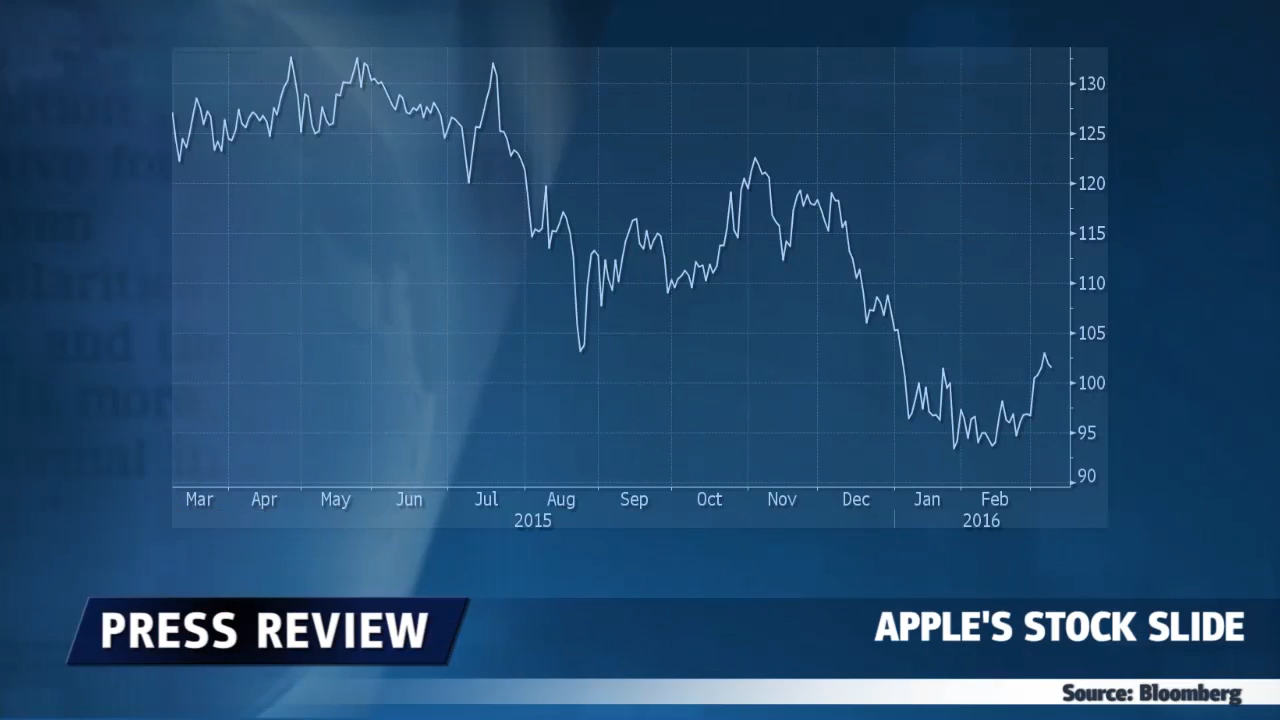 130
125
120
115
110
105
100
95
90
Mar Apr May Jun Jul Aug Sep Oct Nov Dec Jan Feb
2015 2016
PRESS REVIEW
APPLE'S STOCK SLIDE
Source: Bloomberg